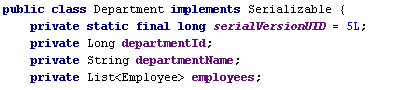 public class Department implements Serializable {
private static final long serialVersionUID = 5L;
private Long departmentId;
private String departmentName;
private List<Employee> employees;